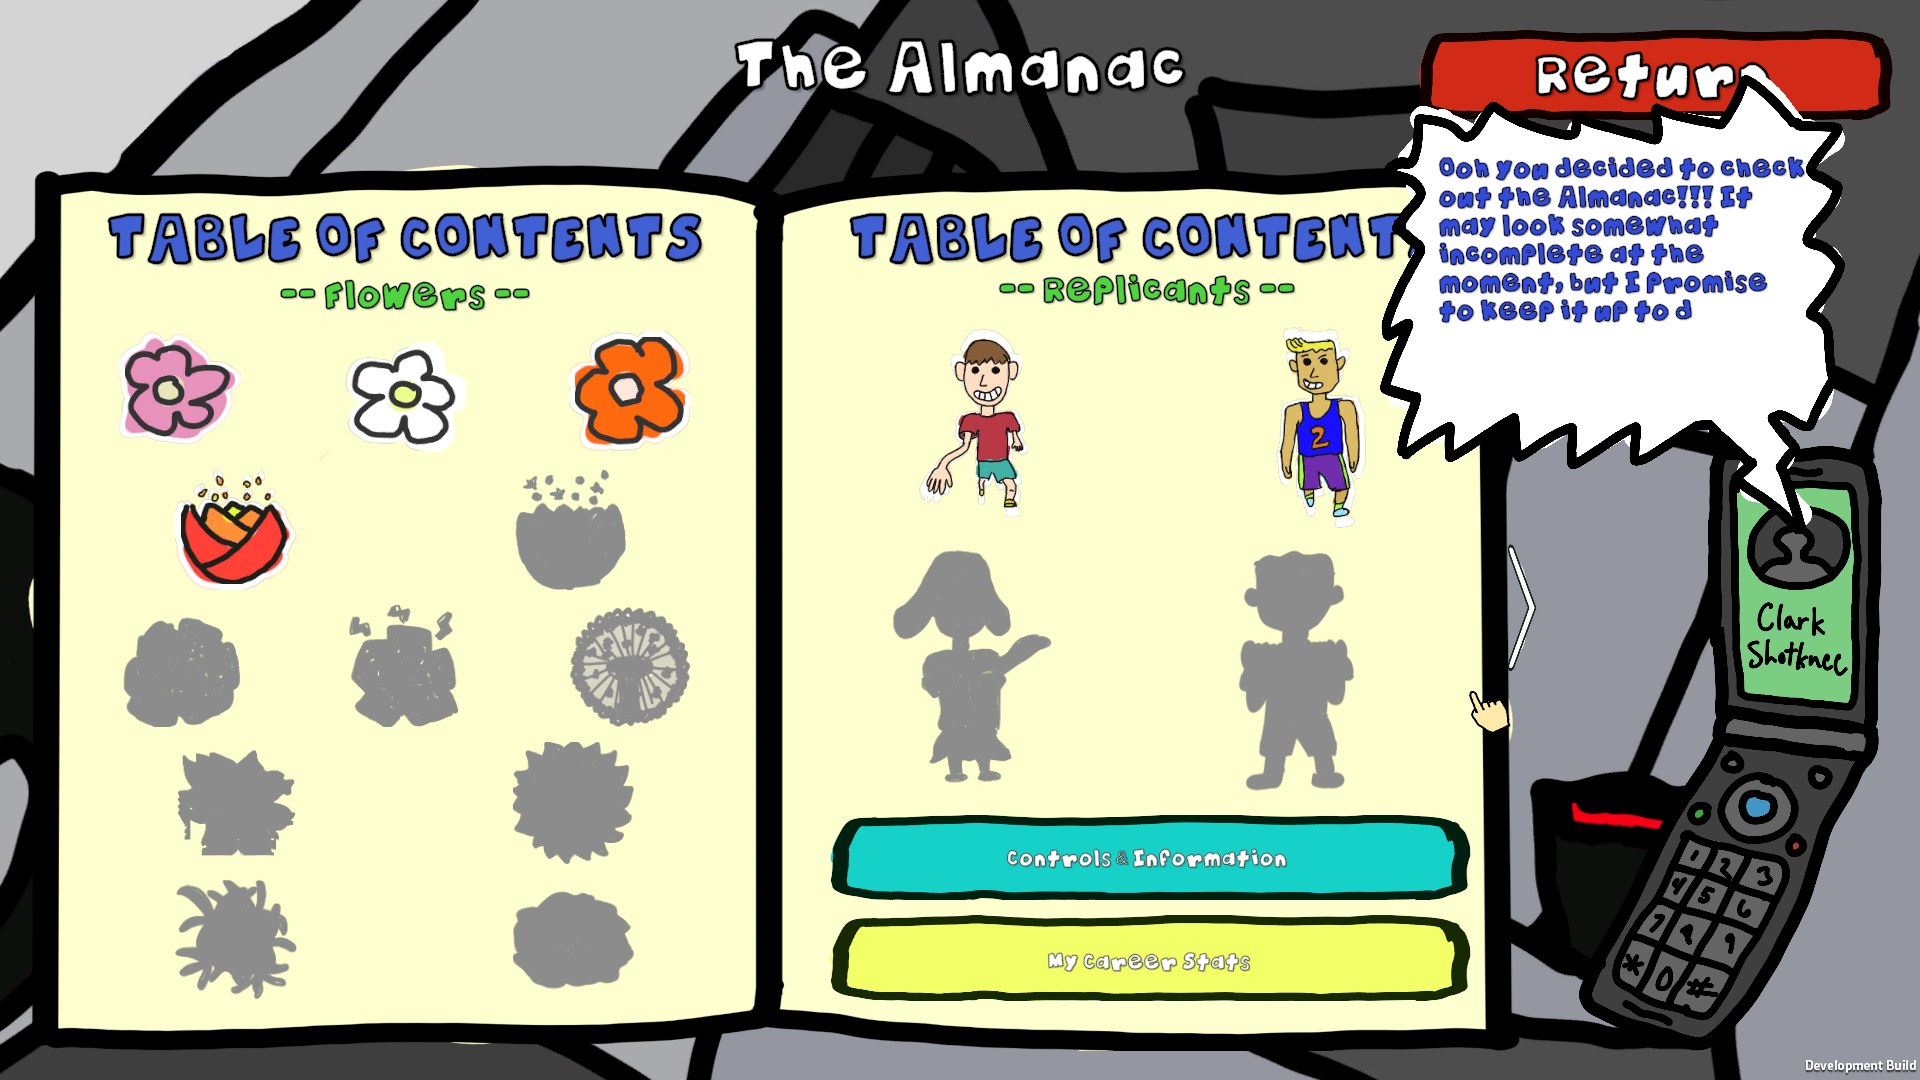 The Almanac
Return
TABLE OF CONTENTS
-- Flowers --
TABLE OF CONTENT
-- Replicants --
Ooh you decided to check
out the Almanac!!! It
may look somewhat
incomplete at the
moment, but I promise
to keep it up to d
2
Clark
Shotknee
Controls & Information
My Career Stats
1 2 3
4 5 6
7 8 9
* 0 #
Development Build